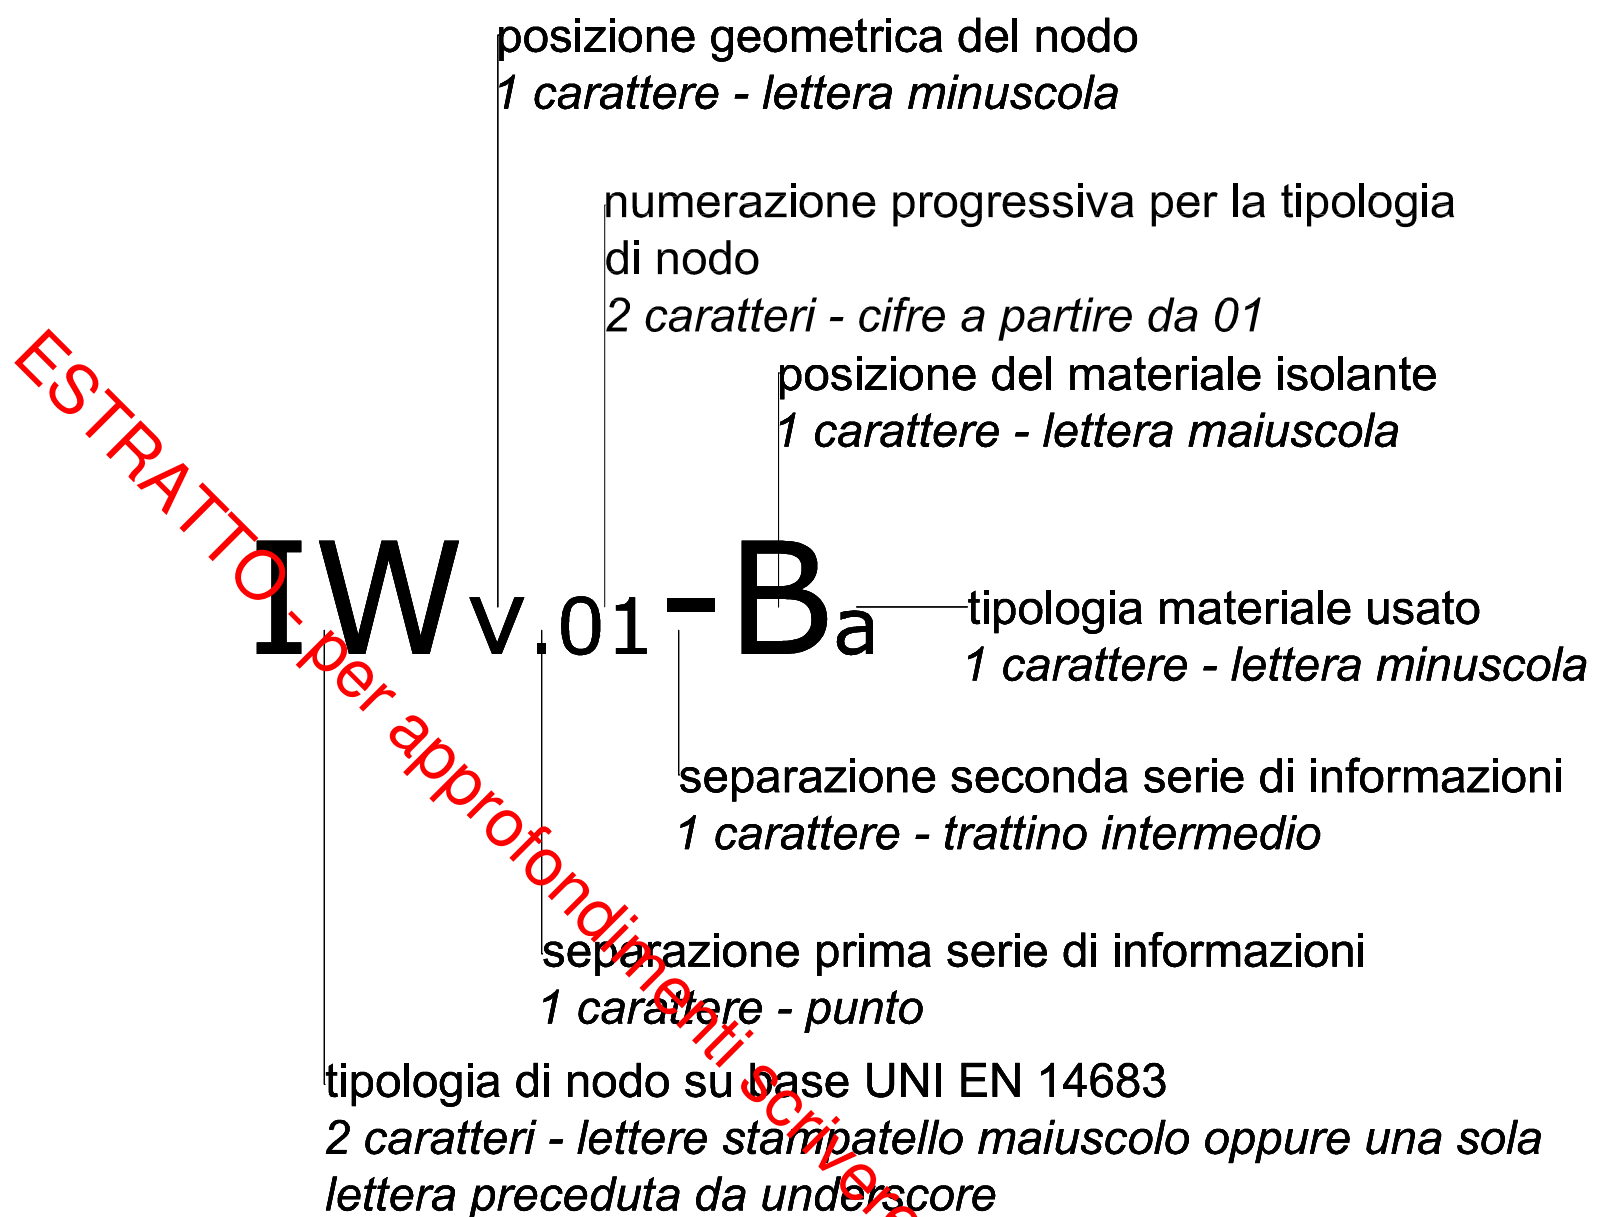 posizione geometrica del nodo
1 carattere - lettera minuscola
numerazione progressiva per la tipologia
di nodo
2 caratteri - cifre a partire da 01
posizione del materiale isolante
1 carattere - lettera maiuscola
IWv.01-Ba
tipologia materiale usato
1 carattere - lettera minuscola
separazione seconda serie di informazioni
1 carattere - trattino intermedio
separazione prima serie di informazioni
1 carattere - punto
tipologia di nodo su base UNI EN 14683
2 caratteri - lettere stampatello maiuscolo oppure una sola
lettera preceduta da underscore
ESTRATTO - per approfondimenti scrivere